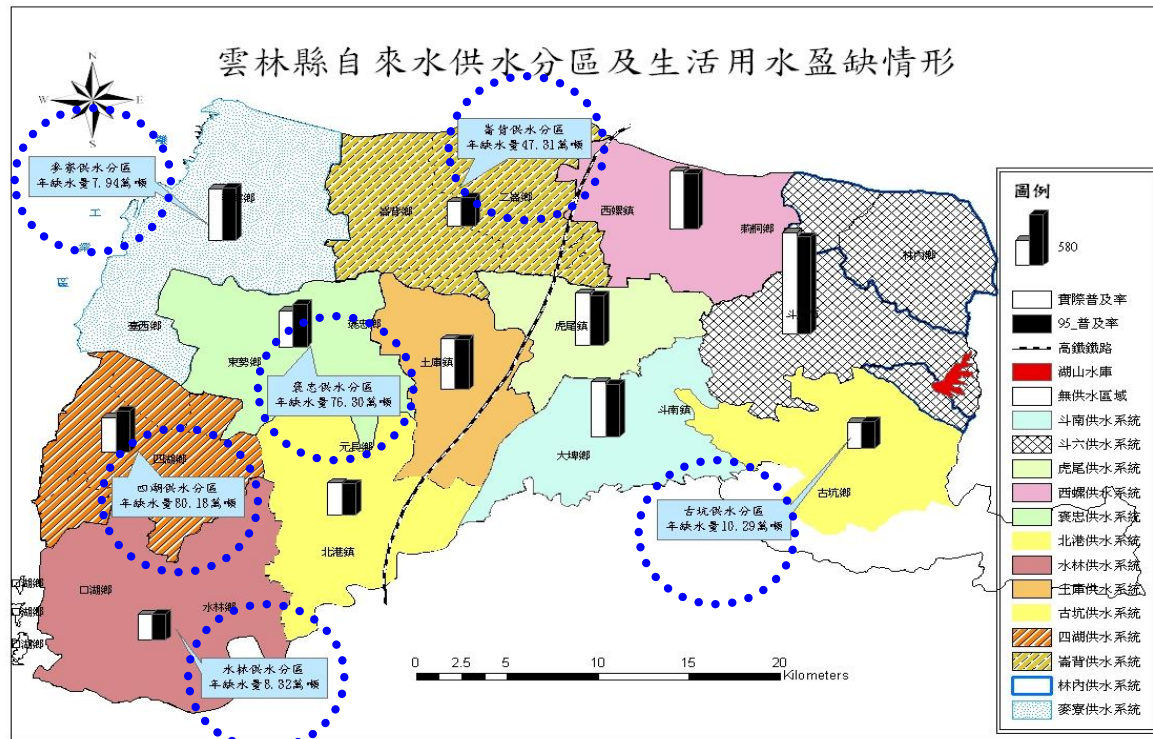 雲林縣自來水供水分區及生活用水盈缺情形
N
W
E
S
麥寮供水分區
年缺水量7.94萬噸
崙背供水分區
年缺水量47.31萬噸
二崙鄉
崙背鄉
西螺鎮
莿桐鄉
林內鄉
工
區
臺西鄉
褒忠鄉
東勢鄉
土庫鎮
虎尾鎮
褒忠供水分區
年缺水量76.30萬噸
斗南鎮
元長鄉
大埤鄉
四湖鄉
四湖供水分區
年缺水量80.18萬噸
古坑鄉
古坑供水分區
年缺水量10.29萬噸
北港鎮
口湖鄉
水林鄉
口湖鄉
口湖鄉
口湖鄉
水林供水分區
年缺水量8.32萬噸
0 2.5 5 10 15 20
Kilometers
圖例
580
實際普及率
95_普及率
高鐵鐵路
湖山水庫
無供水區域
斗南供水系統
斗六供水系統
虎尾供水系統
西螺供水系統
褒忠供水系統
北港供水系統
水林供水系統
土庫供水系統
古坑供水系統
四湖供水系統
崙背供水系統
林內供水系統
麥寮供水系統